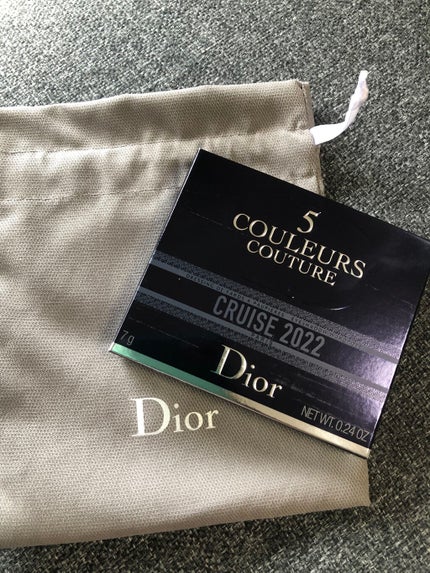 5
COULEURS
COUTURE
CRUISE 2022
7g
Dior
NET WT. 0.24 OZ
Dior